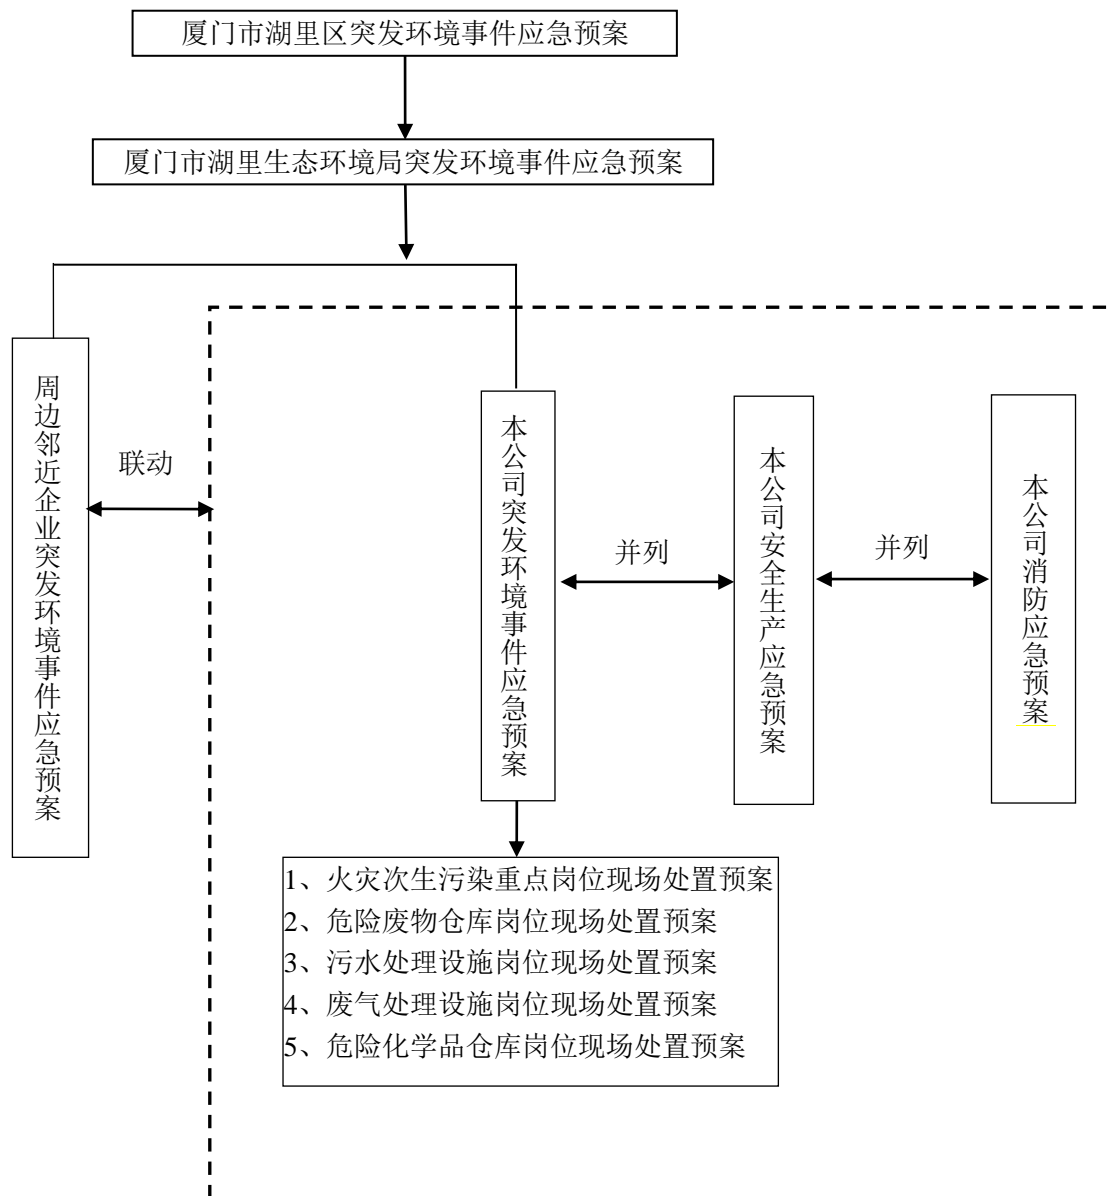 厦门市湖里区突发环境事件应急预案
厦门市湖里生态环境局突发环境事件应急预案
周边邻近企业突发环境事件应急预案
联动
本公司突发环境事件应急预案
并列
本公司安全生产应急预案
并列
本公司消防应急预案
1、火灾次生污染重点岗位现场处置预案
2、危险废物仓库岗位现场处置预案
3、污水处理设施岗位现场处置预案
4、废气处理设施岗位现场处置预案
5、危险化学品仓库岗位现场处置预案